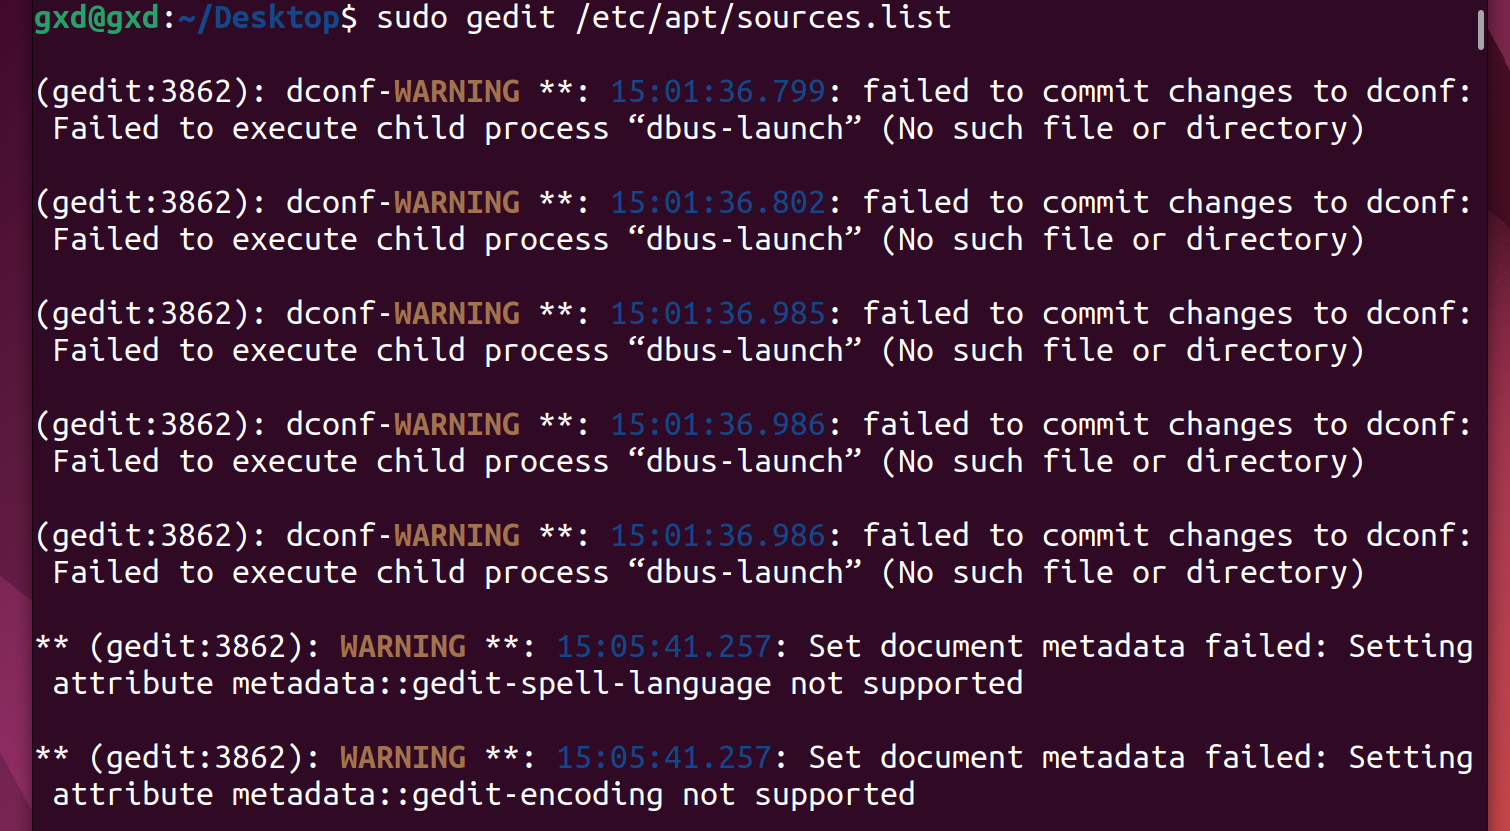 gxd@gxd:~/Desktop$ sudo gedit /etc/apt/sources.list
(gedit:3862): dconf-WARNING **: 15:01:36.799: failed to commit changes to dconf:
Failed to execute child process “dbus-launch” (No such file or directory)
(gedit:3862): dconf-WARNING **: 15:01:36.802: failed to commit changes to dconf:
Failed to execute child process “dbus-launch” (No such file or directory)
(gedit:3862): dconf-WARNING **: 15:01:36.985: failed to commit changes to dconf:
Failed to execute child process “dbus-launch” (No such file or directory)
(gedit:3862): dconf-WARNING **: 15:01:36.986: failed to commit changes to dconf:
Failed to execute child process “dbus-launch” (No such file or directory)
(gedit:3862): dconf-WARNING **: 15:01:36.986: failed to commit changes to dconf:
Failed to execute child process “dbus-launch” (No such file or directory)
** (gedit:3862): WARNING **: 15:05:41.257: Set document metadata failed: Setting
attribute metadata::gedit-spell-language not supported
** (gedit:3862): WARNING **: 15:05:41.257: Set document metadata failed: Setting
attribute metadata::gedit-encoding not supported